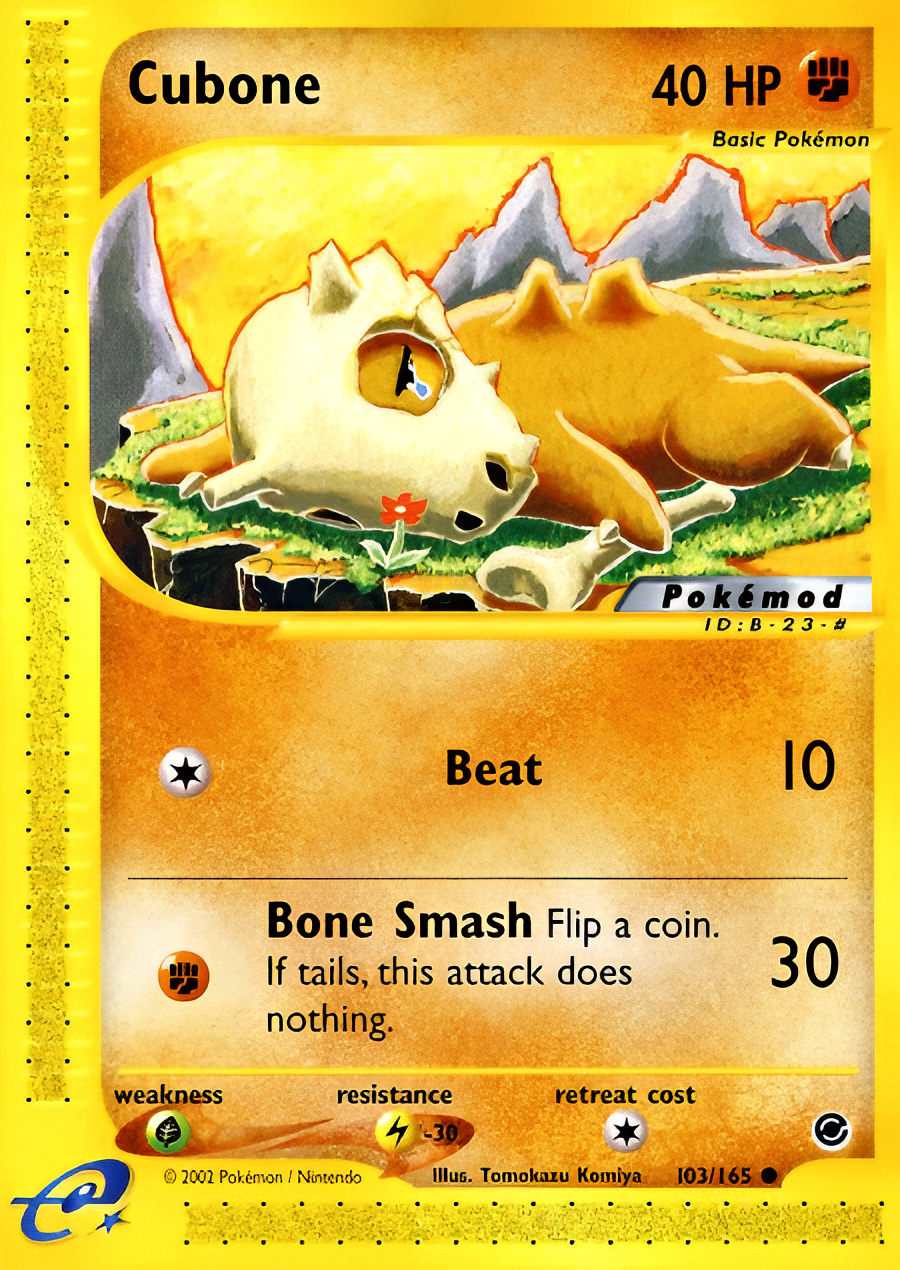 Cubone 40 HP
Basic Pokémon
Pokémod
ID:B-23-#
Beat 10
Bone Smash Flip a coin.
If tails, this attack does
nothing.
30
weakness resistance retreat cost
-30
© 2002 Pokémon / Nintendo Illus. Tomokazu Komiya 103/165
e